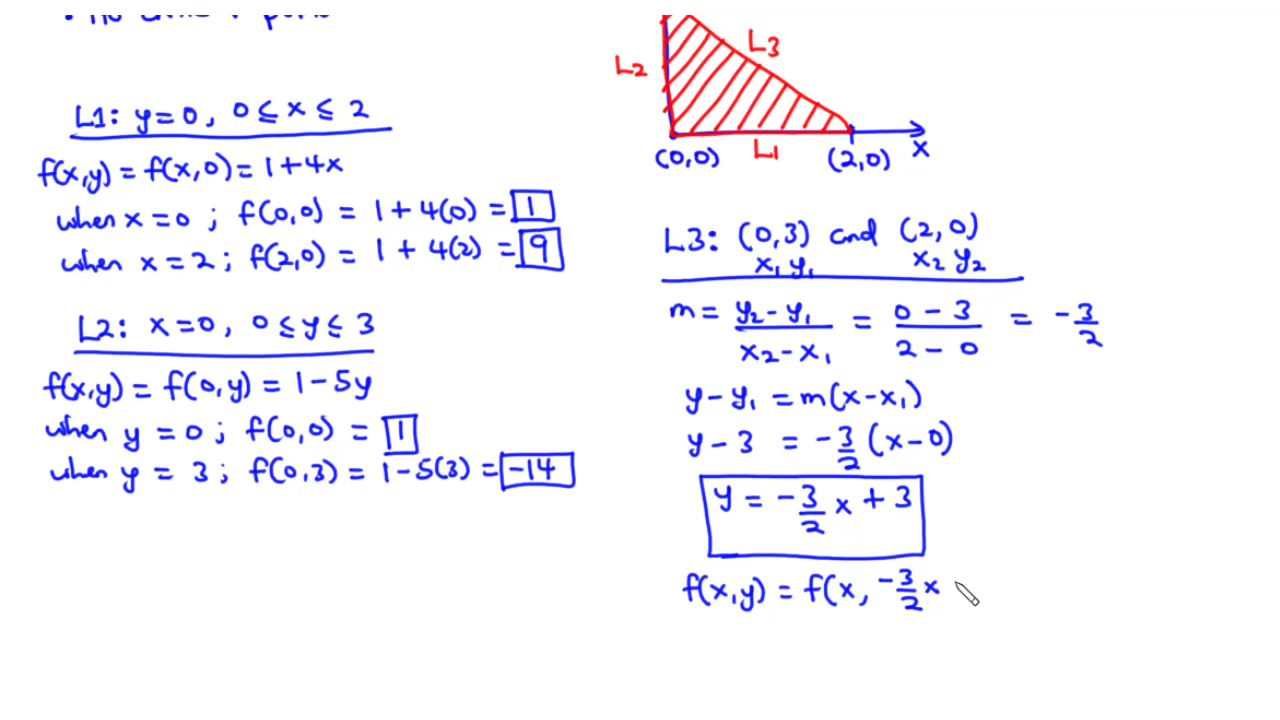 L1: y=0, 0 ≤ x ≤ 2
f(x,y) = f(x,0) = 1+4x
when x=0 ; f(0,0) = 1 + 4(0) = 1
when x=2 ; f(2,0) = 1 + 4(2) = 9
L2: x=0, 0 ≤ y ≤ 3
f(x,y) = f(0,y) = 1-5y
when y = 0 ; f(0,0) = 1
when y = 3 ; f(0,3) = 1-5(3) = -14
L3
L2
L1
(0,0)
(2,0)
x
L3: (0,3) and (2,0)
x₁ y₁ x₂ y₂
m = y₂-y₁/x₂-x₁ = 0-3/2-0 = -3/2
y-y₁ = m(x-x₁)
y-3 = -3/2 (x-0)
y = -3/2 x + 3
f(x,y) = f(x, -3/2 x